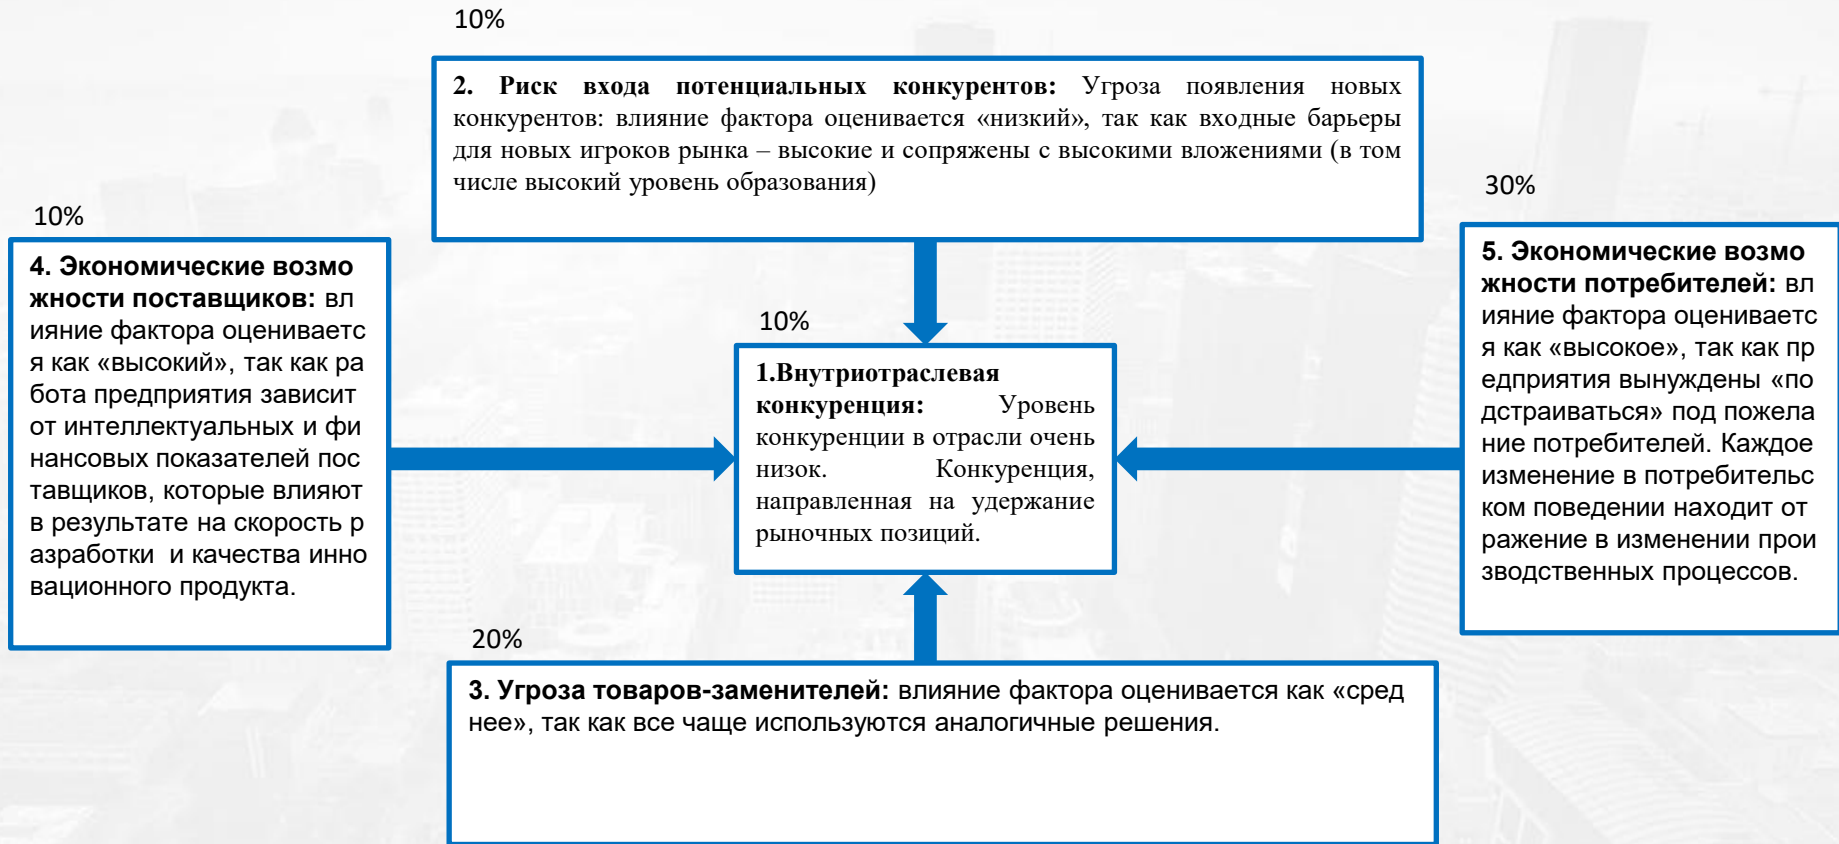 10%
2. Риск входа потенциальных конкурентов: Угроза появления новых
конкурентов: влияние фактора оценивается «низкий», так как входные барьеры
для новых игроков рынка – высокие и сопряжены с высокими вложениями (в том
числе высокий уровень образования)
10%
4. Экономические возмо
жности поставщиков: вл
ияние фактора оцениваетс
я как «высокий», так как ра
бота предприятия зависит
от интеллектуальных и фи
нансовых показателей пос
тавщиков, которые влияют
в результате на скорость р
азработки  и качества инно
вационного продукта.
10%
1.Внутриотраслевая
конкуренция: Уровень
конкуренции в отрасли очень
низок. Конкуренция,
направленная на удержание
рыночных позиций.
30%
5. Экономические возмо
жности потребителей: вл
ияние фактора оцениваетс
я как «высокое», так как пр
едприятия вынуждены «по
дстраиваться» под пожела
ние потребителей. Каждое
изменение в потребительс
ком поведении находит от
ражение в изменении прои
зводственных процессов.
20%
3. Угроза товаров-заменителей: влияние фактора оценивается как «сред
нее», так как все чаще используются аналогичные решения.